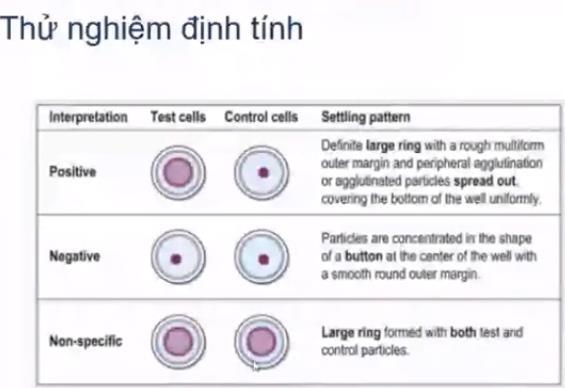 Thử nghiệm định tính
Interpretation Test cells Control cells Settling pattern
Positive
Definite large ring with a rough multiform
outer margin and peripheral agglutination
or agglutinated particles spread out,
covering the bottom of the well uniformly.
Negative
Particles are concentrated in the shape
of a button at the center of the well with
a smooth round outer margin.
Non-specific
Large ring formed with both test and
control particles.